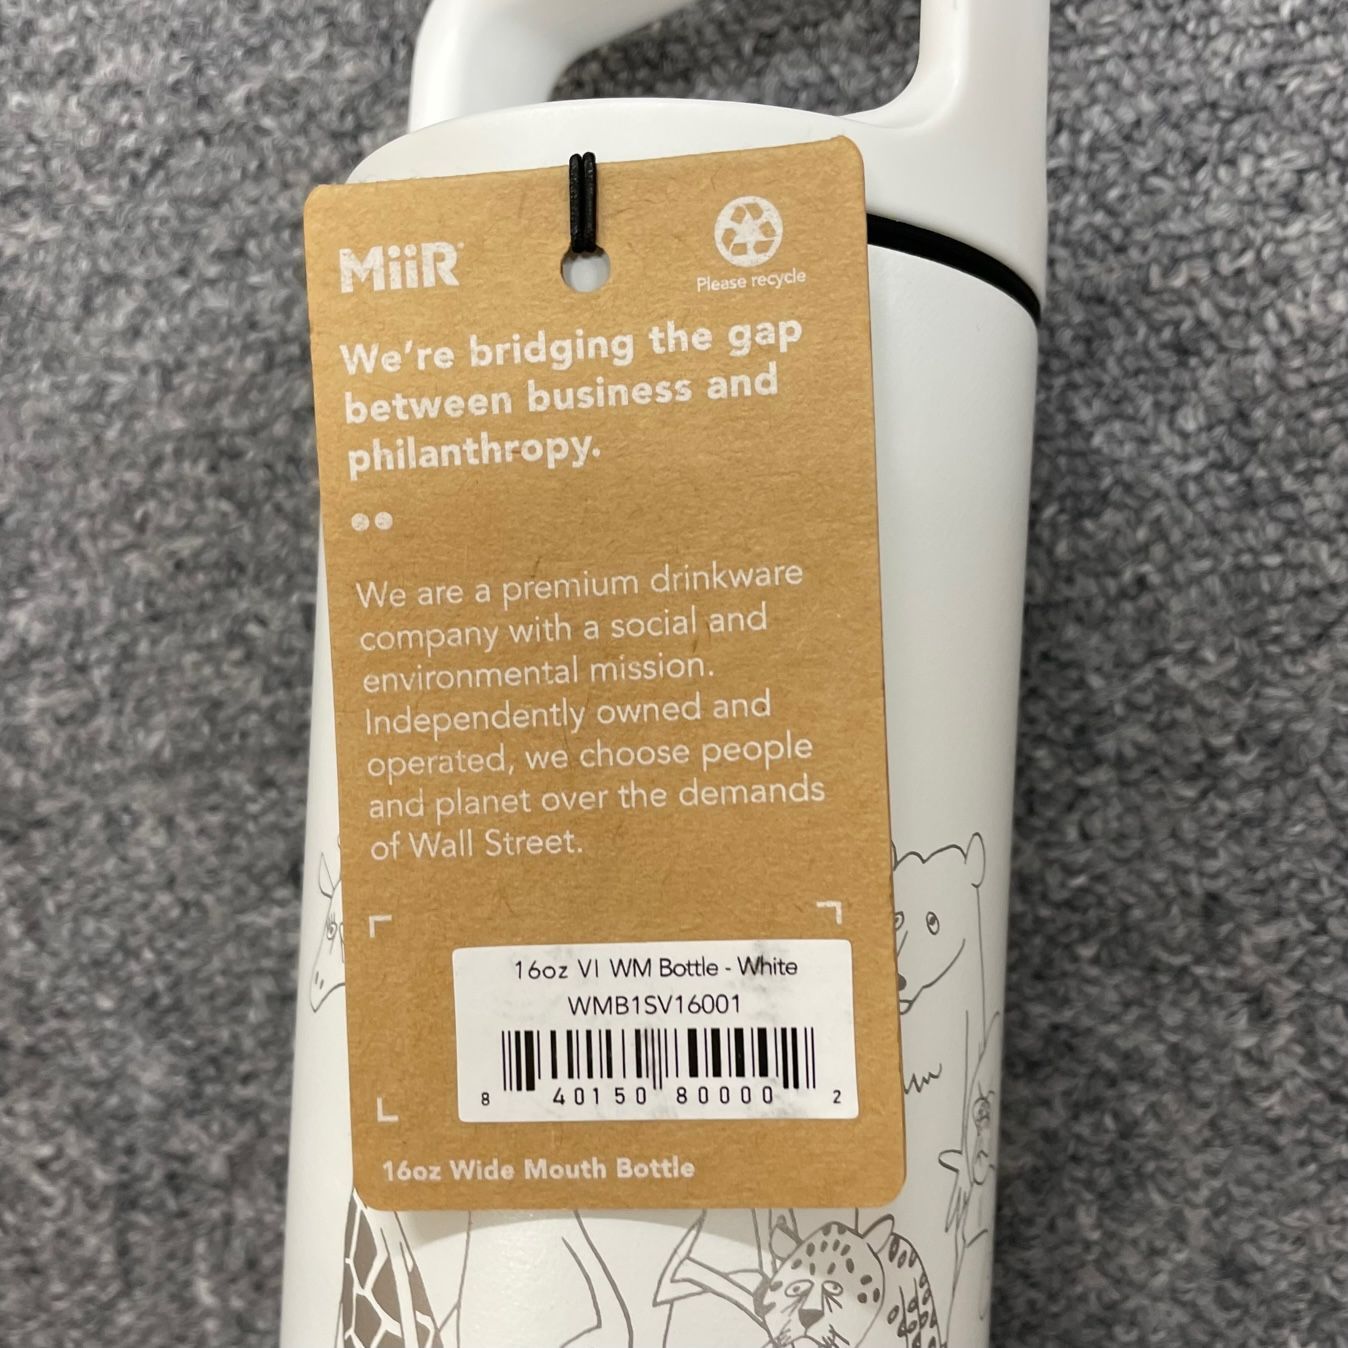 MiiR
Please recycle
We're bridging the gap
between business and
philanthropy.
We are a premium drinkware
company with a social and
environmental mission.
Independently owned and
operated, we choose people
and planet over the demands
of Wall Street.
16oz VI WM Bottle - White
WMB1SV16001
8 40150 80000 2
16oz Wide Mouth Bottle